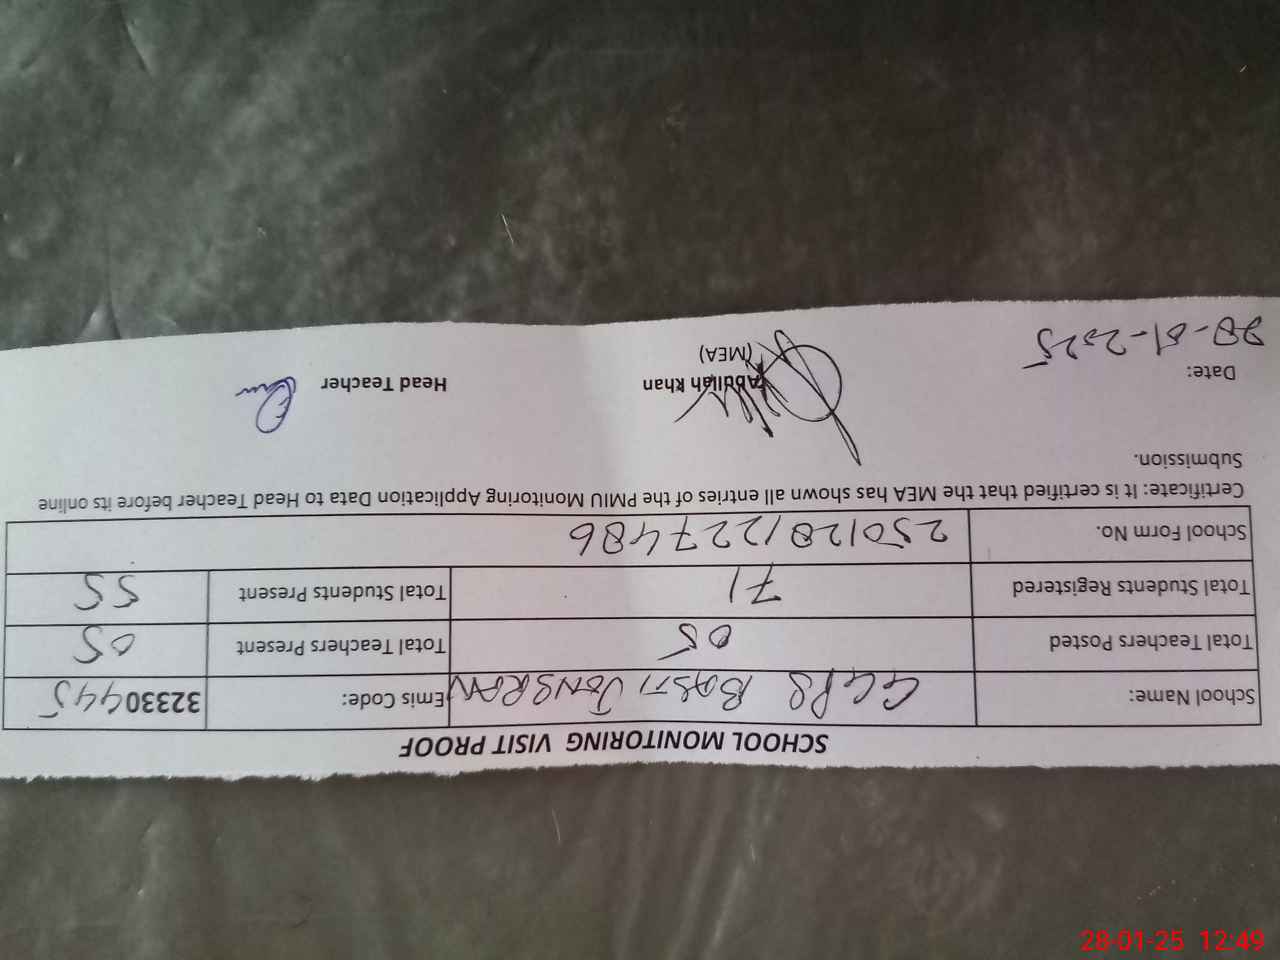 SCHOOL MONITORING VISIT PROOF
School Name: GGPS BASTI Emis Code: 32330445
Total Teachers Posted 05 Total Teachers Present 05
Total Students Registered 71 Total Students Present 55
School Form No. 25012812227486
Certificate: It is certified that the MEA has shown all entries of the PMIU Monitoring Application Data to Head Teacher before its online
Submission.
Date: Abdllah khan Head Teacher
28-01-2025 (MEA)
28-01-25 12:49